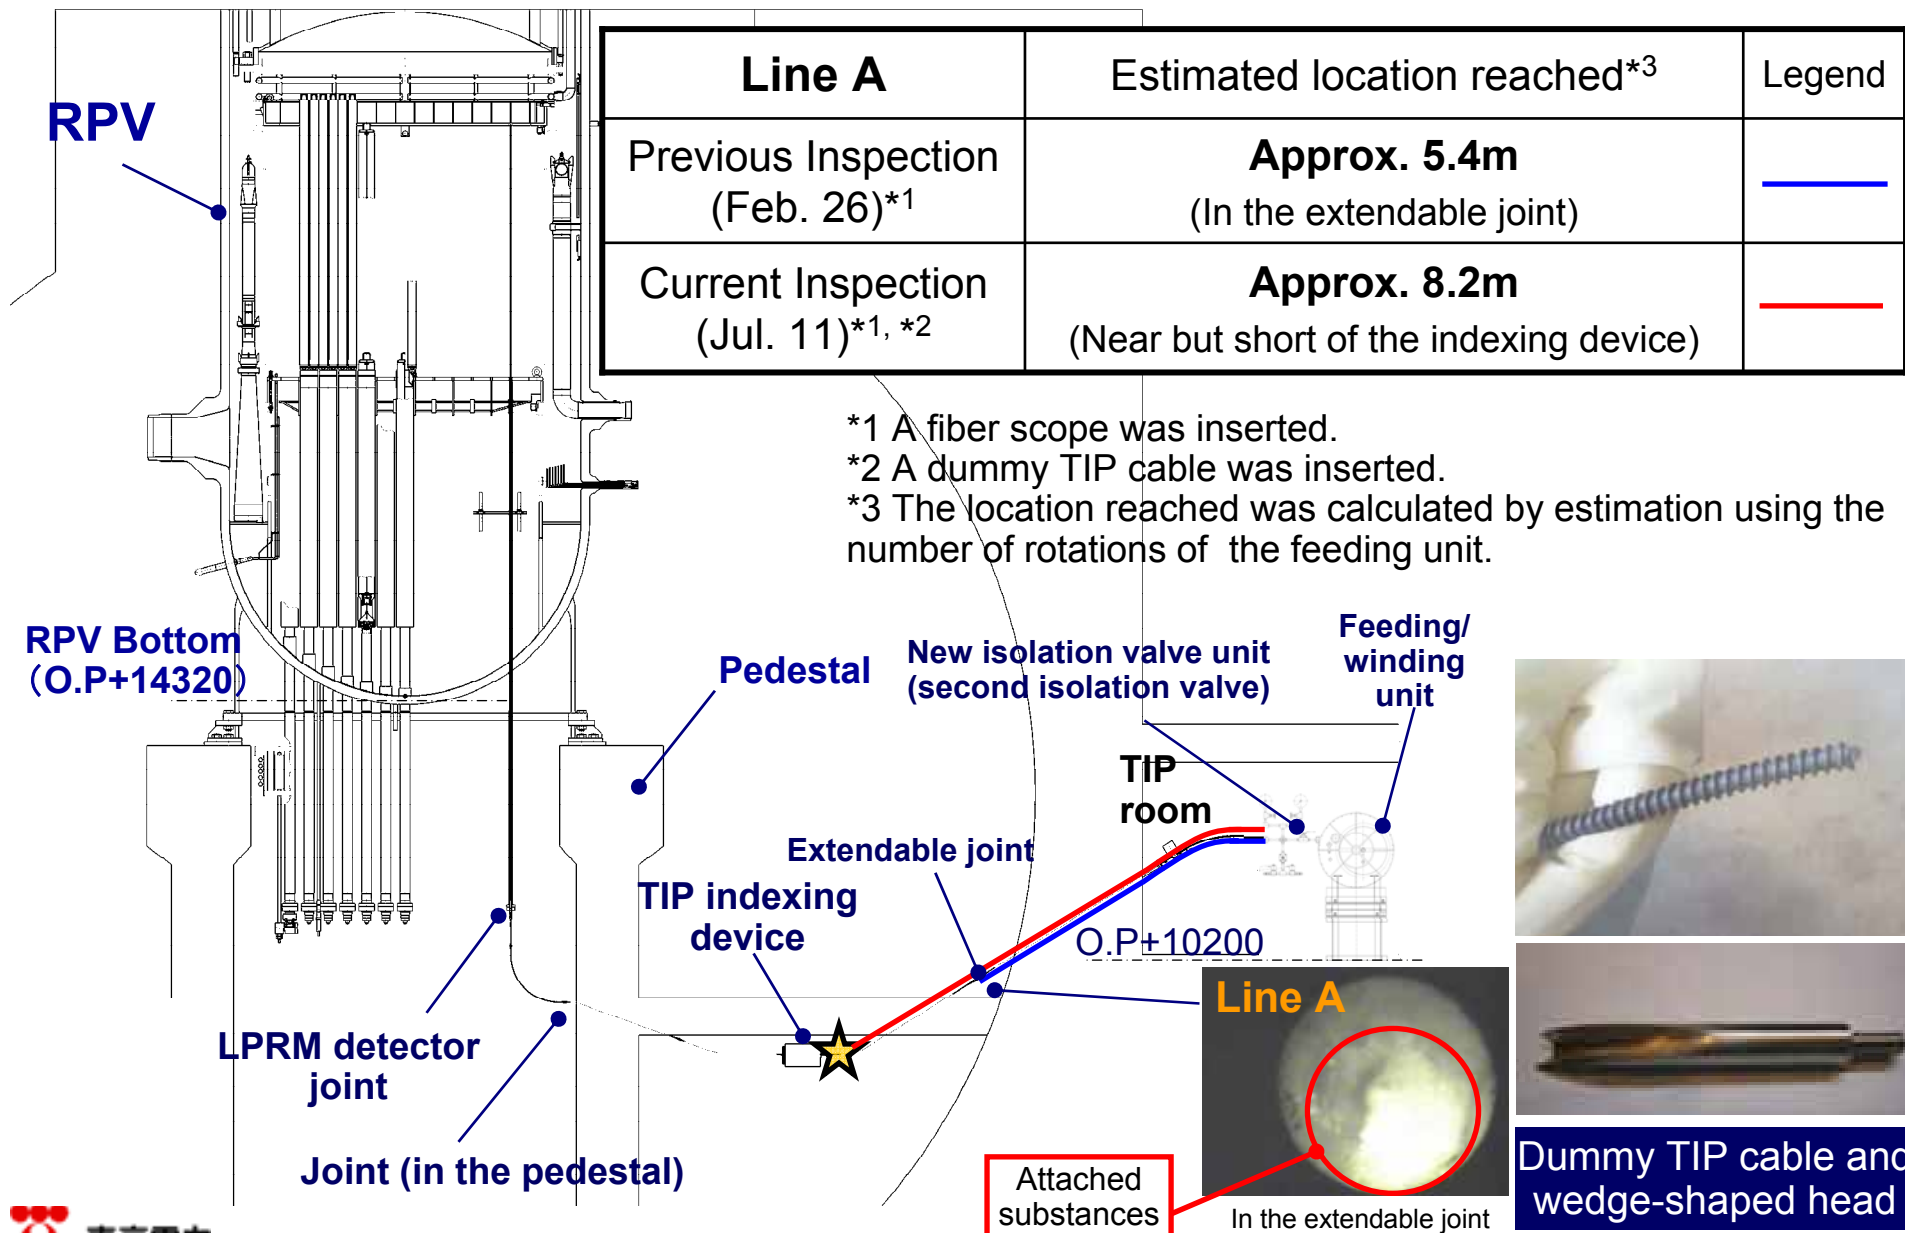 RPV
Line A
Estimated location reached*3
Legend
Previous Inspection
(Feb. 26)*1
Approx. 5.4m
(In the extendable joint)
Current Inspection
(Jul. 11)*1, *2
Approx. 8.2m
(Near but short of the indexing device)
*1 A fiber scope was inserted.
*2 A dummy TIP cable was inserted.
*3 The location reached was calculated by estimation using the
number of rotations of the feeding unit.
RPV Bottom
（O.P+14320）
Pedestal
New isolation valve unit
(second isolation valve)
Feeding/
winding
unit
TIP
room
Extendable joint
TIP indexing
device
O.P+10200
Line A
LPRM detector
joint
Joint (in the pedestal)
Attached
substances
In the extendable joint
Dummy TIP cable and
wedge-shaped head